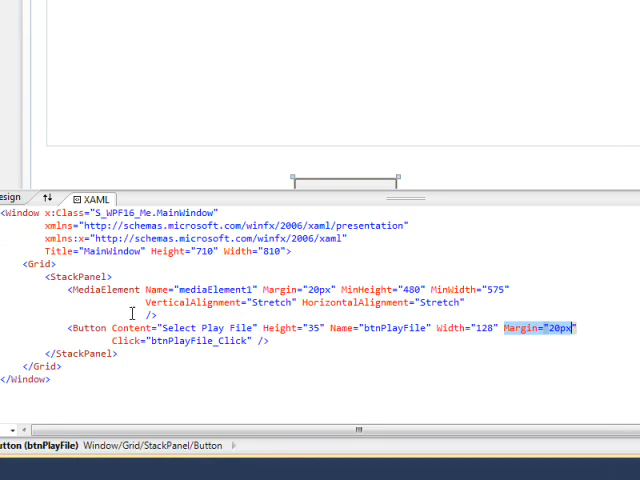 esign XAML
<Window x:Class="S_WPF16_Me.MainWindow"
xmlns="http://schemas.microsoft.com/winfx/2006/xaml/presentation"
xmlns:x="http://schemas.microsoft.com/winfx/2006/xaml"
Title="MainWindow" Height="710" Width="810">
<Grid>
<StackPanel>
<MediaElement Name="mediaElement1" Margin="20px" MinHeight="480" MinWidth="575"
VerticalAlignment="Stretch" HorizontalAlignment="Stretch"
/>
<Button Content="Select Play File" Height="35" Name="btnPlayFile" Width="128" Margin="20px"
Click="btnPlayFile_Click" />
</StackPanel>
</Grid>
</Window>
utton (btnPlayFile) Window/Grid/StackPanel/Button